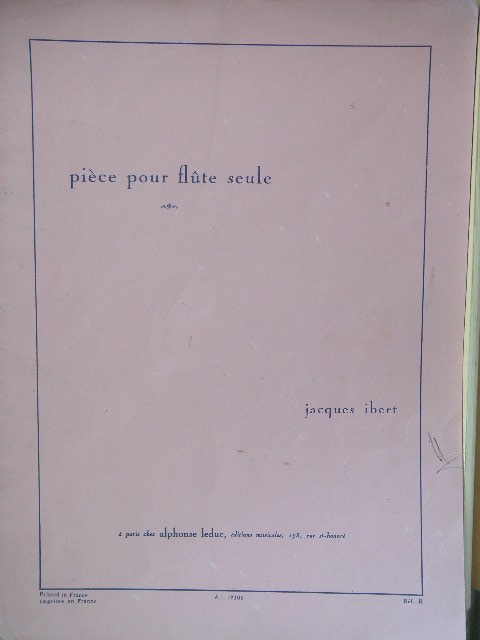 pièce pour flûte seule
jacques ibert
à paris chez alphonse leduc, éditions musicales, 175, rue st-honoré
Printed in France
Imprimé en France
Réf. R